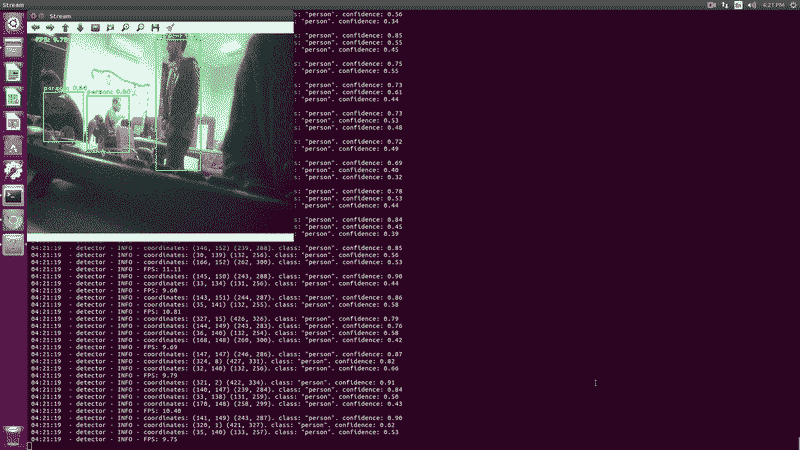 Stream
4:21 PM
Stream
FPS: 9.75
person: 0.80
s: "person". confidence: 0.56
s: "person". confidence: 0.34
s: "person". confidence: 0.85
s: "person". confidence: 0.55
s: "person". confidence: 0.45
s: "person". confidence: 0.75
s: "person". confidence: 0.55
s: "person". confidence: 0.73
s: "person". confidence: 0.61
s: "person". confidence: 0.44
s: "person". confidence: 0.73
s: "person". confidence: 0.53
s: "person". confidence: 0.48
s: "person". confidence: 0.72
s: "person". confidence: 0.49
s: "person". confidence: 0.69
s: "person". confidence: 0.40
s: "person". confidence: 0.32
s: "person". confidence: 0.78
s: "person". confidence: 0.53
s: "person". confidence: 0.44
s: "person". confidence: 0.84
s: "person". confidence: 0.45
s: "person". confidence: 0.39
04:21:19 - detector - INFO - coordinates: (146, 152) (239, 288). class: "person". confidence: 0.85
04:21:19 - detector - INFO - coordinates: (30, 139) (132, 256). class: "person". confidence: 0.56
04:21:19 - detector - INFO - coordinates: (166, 152) (262, 300). class: "person". confidence: 0.53
04:21:19 - detector - INFO - FPS: 11.11
04:21:19 - detector - INFO - coordinates: (145, 150) (243, 288). class: "person". confidence: 0.90
04:21:19 - detector - INFO - coordinates: (33, 134) (131, 256). class: "person". confidence: 0.44
04:21:19 - detector - INFO - FPS: 9.60
04:21:19 - detector - INFO - coordinates: (143, 151) (244, 287). class: "person". confidence: 0.86
04:21:19 - detector - INFO - coordinates: (35, 141) (132, 255). class: "person". confidence: 0.58
04:21:19 - detector - INFO - FPS: 10.81
04:21:19 - detector - INFO - coordinates: (327, 15) (426, 326). class: "person". confidence: 0.79
04:21:19 - detector - INFO - coordinates: (144, 149) (243, 283). class: "person". confidence: 0.76
04:21:19 - detector - INFO - coordinates: (36, 140) (132, 254). class: "person". confidence: 0.58
04:21:19 - detector - INFO - coordinates: (168, 148) (260, 300). class: "person". confidence: 0.42
04:21:19 - detector - INFO - FPS: 9.69
04:21:19 - detector - INFO - coordinates: (147, 147) (246, 286). class: "person". confidence: 0.87
04:21:19 - detector - INFO - coordinates: (324, 8) (427, 331). class: "person". confidence: 0.82
04:21:19 - detector - INFO - coordinates: (32, 140) (132, 256). class: "person". confidence: 0.66
04:21:19 - detector - INFO - FPS: 9.79
04:21:19 - detector - INFO - coordinates: (321, 2) (422, 334). class: "person". confidence: 0.91
04:21:19 - detector - INFO - coordinates: (140, 147) (239, 284). class: "person". confidence: 0.84
04:21:19 - detector - INFO - coordinates: (33, 138) (131, 259). class: "person". confidence: 0.50
04:21:19 - detector - INFO - coordinates: (170, 148) (258, 299). class: "person". confidence: 0.43
04:21:19 - detector - INFO - FPS: 10.40
04:21:19 - detector - INFO - coordinates: (141, 149) (243, 287). class: "person". confidence: 0.90
04:21:19 - detector - INFO - coordinates: (320, 1) (421, 327). class: "person". confidence: 0.62
04:21:19 - detector - INFO - coordinates: (35, 140) (133, 257). class: "person". confidence: 0.53
04:21:19 - detector - INFO - FPS: 9.75